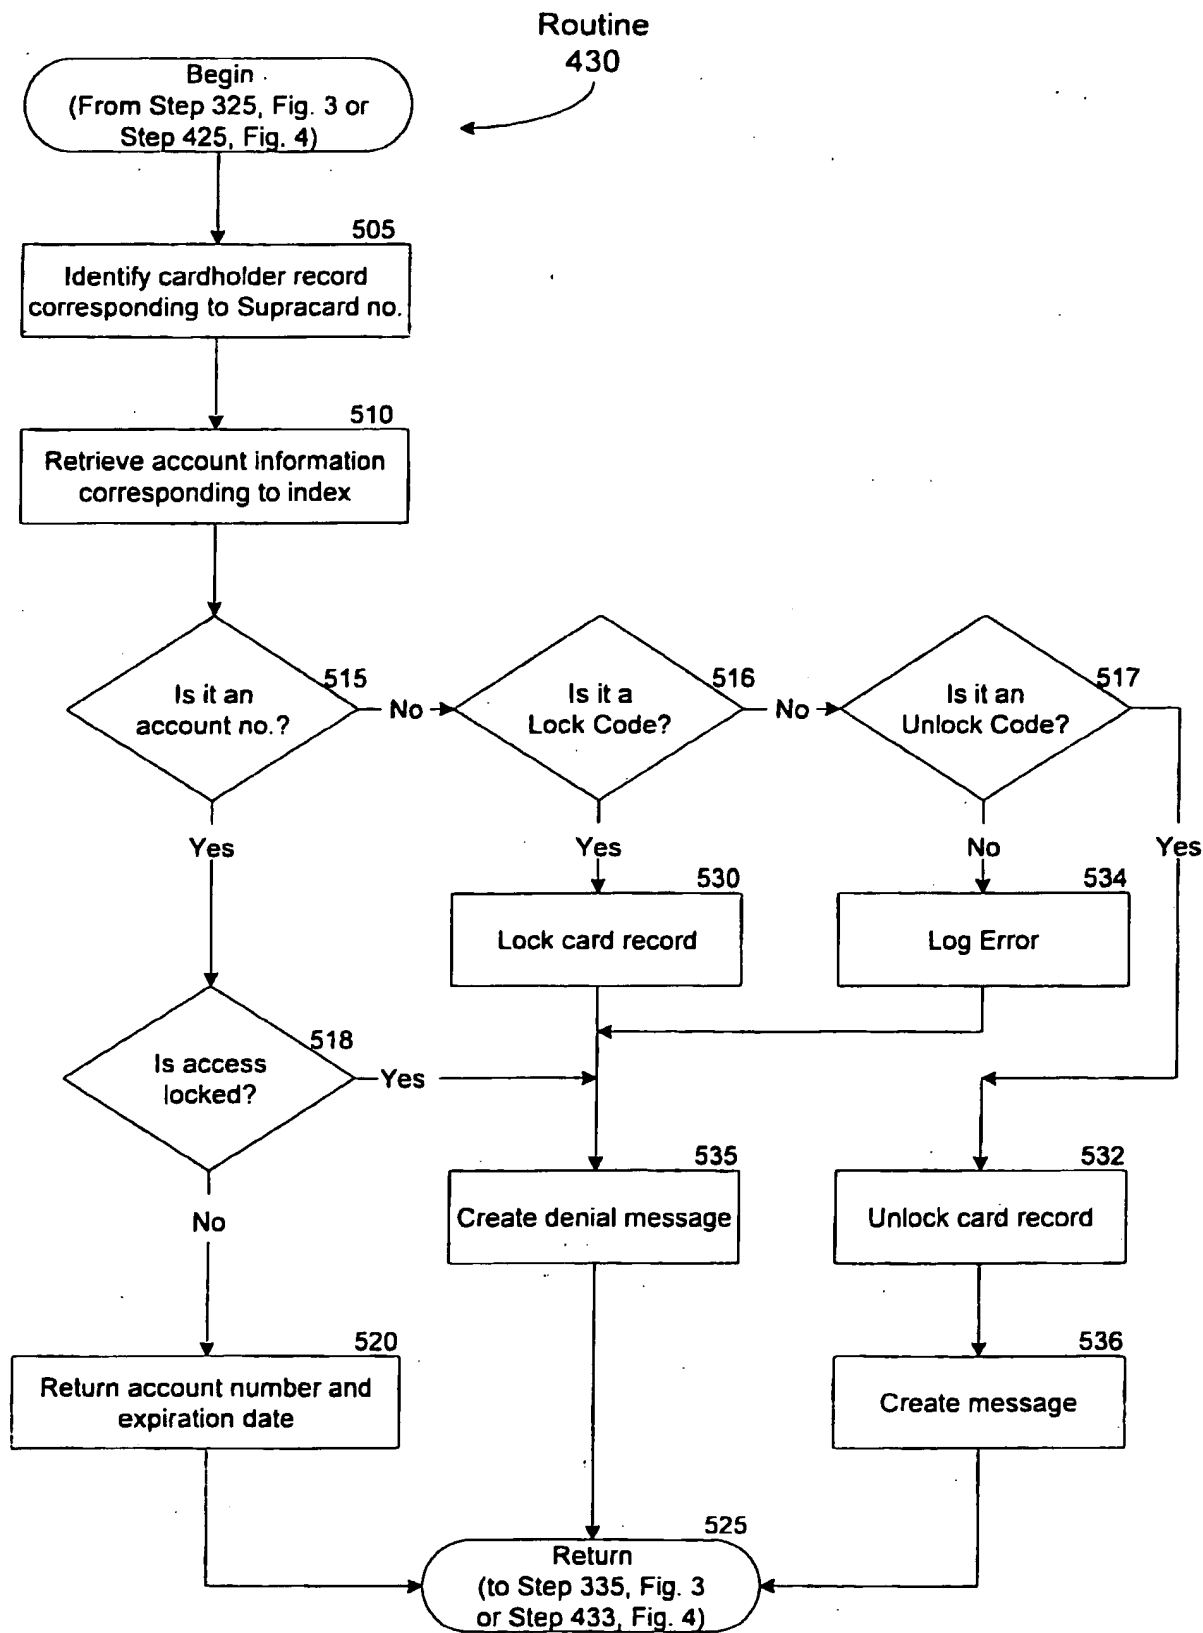 Routine
430
Begin
(From Step 325, Fig. 3 or
Step 425, Fig. 4)
505
Identify cardholder record
corresponding to Supracard no.
510
Retrieve account information
corresponding to index
515
Is it an
account no.?
No
516
Is it a
Lock Code?
No
517
Is it an
Unlock Code?
Yes
Yes
No
Yes
530
Lock card record
534
Log Error
518
Is access
locked?
Yes
535
Create denial message
532
Unlock card record
No
520
Return account number and
expiration date
536
Create message
525
Return
(to Step 335, Fig. 3
or Step 433, Fig. 4)